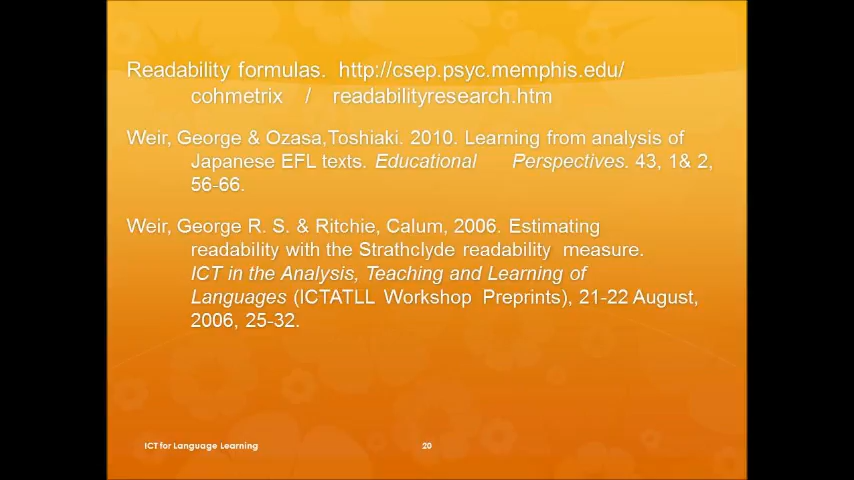 Readability formulas. http://csep.psyc.memphis.edu/
cohmetrix / readabilityresearch.htm
Weir, George & Ozasa,Toshiaki. 2010. Learning from analysis of
Japanese EFL texts. Educational Perspectives. 43, 1& 2,
56-66.
Weir, George R. S. & Ritchie, Calum, 2006. Estimating
readability with the Strathclyde readability measure.
ICT in the Analysis, Teaching and Learning of
Languages (ICTATLL Workshop Preprints), 21-22 August,
2006, 25-32.
ICT for Language Learning
20